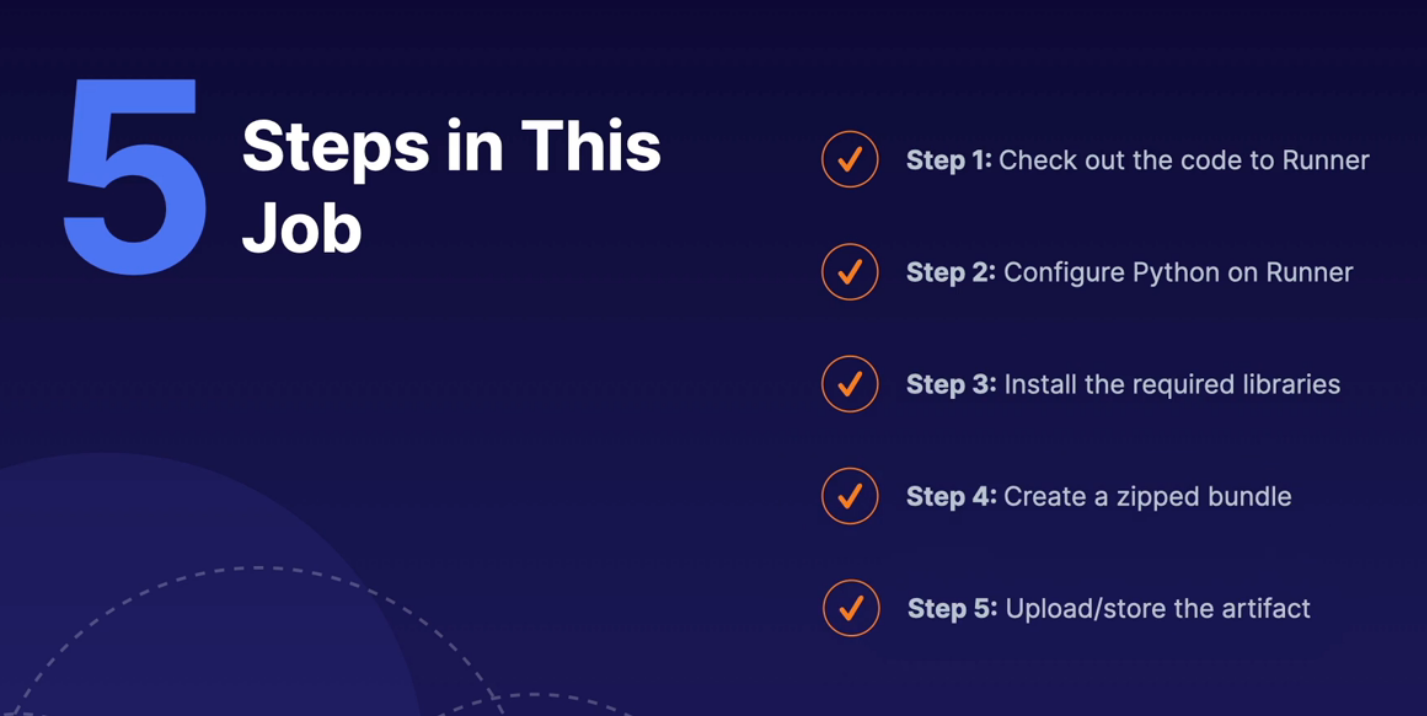 5
Steps in This
Job
Step 1: Check out the code to Runner
Step 2: Configure Python on Runner
Step 3: Install the required libraries
Step 4: Create a zipped bundle
Step 5: Upload/store the artifact